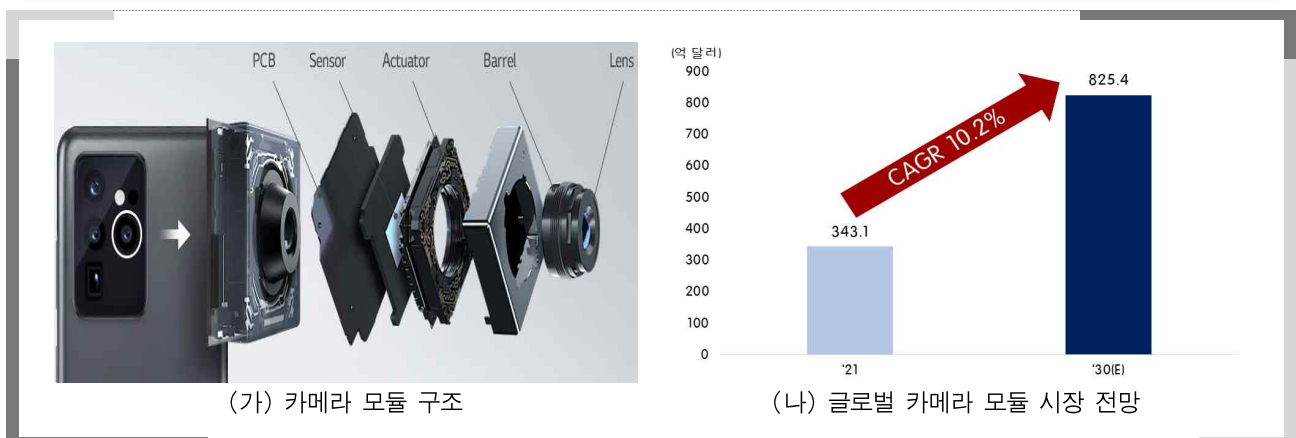 PCB Sensor Actuator Barrel Lens
(가) 카메라 모듈 구조
(억 달러)
900
800
700
600
500
400
300
200
100
0
825.4
CAGR 10.2%
343.1
'21 '30(E)
(나) 글로벌 카메라 모듈 시장 전망